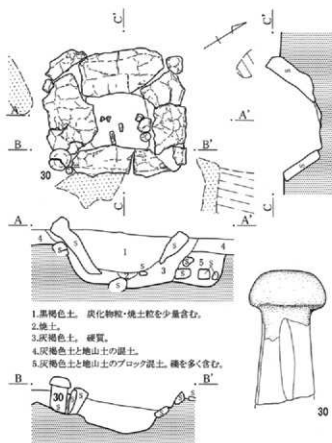 C'
C'
A
A'
B
B'
30
C
C
A
A'
4
S
S
1
S
S
4
2
3
S
5
S
1.黒褐色土。 炭化物粒・焼土粒を少量含む。
2.焼土。
3.灰褐色土。 硬質。
4.灰褐色土と地山土の混土。
5.灰褐色土と地山土のブロック混土。礫を多く含む。
B
B'
30
S
S
30